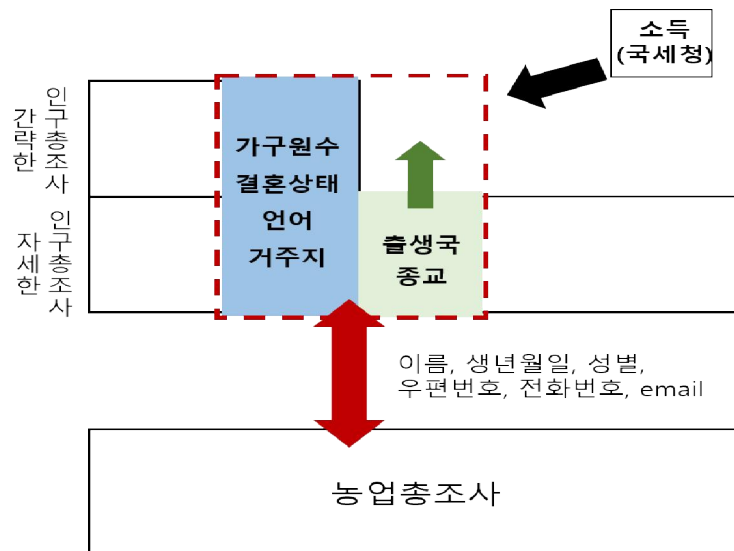 소득
(국세청)
간략한
인구총조사
가구원수
결혼상태
언어
거주지
자세한
인구총조사
출생국
종교
이름, 생년월일, 성별,
우편번호, 전화번호, email
농업총조사